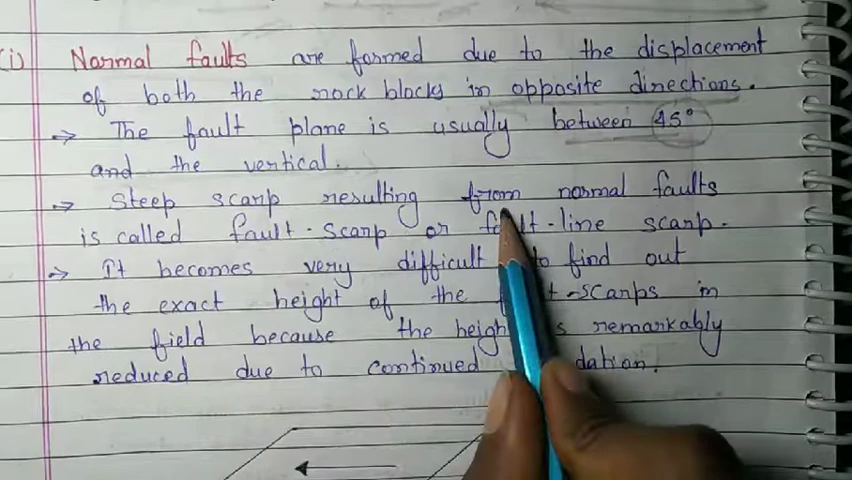 (i) Normal faults are formed due to the displacement
of both the rock blocks in opposite directions.
→ The fault plane is usually between 45°
and the vertical.
→ Steep scarp resulting from normal faults
is called fault-scarp or fault-line scarp.
→ It becomes very difficult to find out
the exact height of the -scarps in
the field because the height is remarkably
reduced due to continued